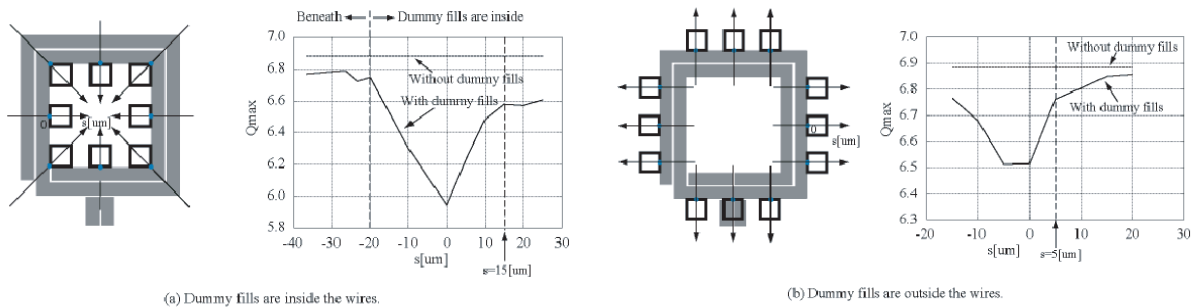 Beneath
Dummy fills are inside
7.0
6.8
6.6
6.4
6.2
6.0
5.8
Qmax
Without dummy fills
With dummy fills
-40
-30
-20
-10
0
10
20
30
s[um]
s=15[um]
0
s[um]
(a) Dummy fills are inside the wires.
0
s[um]
7.0
6.9
6.8
6.7
6.6
6.5
6.4
6.3
Qmax
Without dummy fills
With dummy fills
-20
-10
0
10
20
30
s[um]
s=5[um]
(b) Dummy fills are outside the wires.